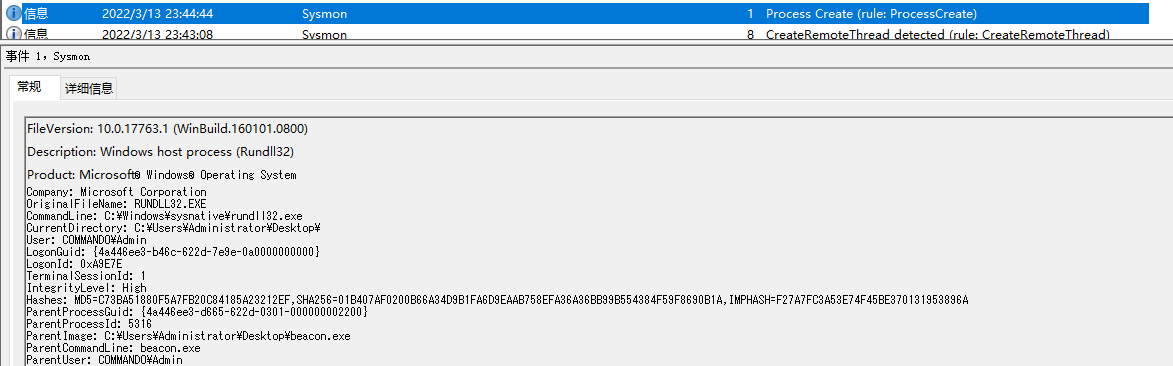 信息 2022/3/13 23:44:44 Sysmon 1 Process Create (rule: ProcessCreate)
信息 2022/3/13 23:43:08 Sysmon 8 CreateRemoteThread detected (rule: CreateRemoteThread)
事件 1，Sysmon
常规 详细信息
FileVersion: 10.0.17763.1 (WinBuild.160101.0800)
Description: Windows host process (Rundll32)
Product: Microsoft® Windows® Operating System
Company: Microsoft Corporation
OriginalFileName: RUNDLL32.EXE
CommandLine: C:¥Windows¥sysnative¥rundll32.exe
CurrentDirectory: C:¥Users¥Administrator¥Desktop¥
User: COMMANDO¥Admin
LogonGuid: {4a446ee3-b46c-622d-7e9e-0a0000000000}
LogonId: 0xA9E7E
TerminalSessionId: 1
IntegrityLevel: High
Hashes: MD5=C73BA51880F5A7FB20C84185A23212EF,SHA256=01B407AF0200B66A34D9B1FA6D9EAAB758EFA36A36BB99B554384F59F8690B1A,IMPHASH=F27A7FC3A53E74F45BE370131953896A
ParentProcessGuid: {4a446ee3-d665-622d-0301-000000002200}
ParentProcessId: 5316
ParentImage: C:¥Users¥Administrator¥Desktop¥beacon.exe
ParentCommandLine: beacon.exe
ParentUser: COMMANDO¥Admin